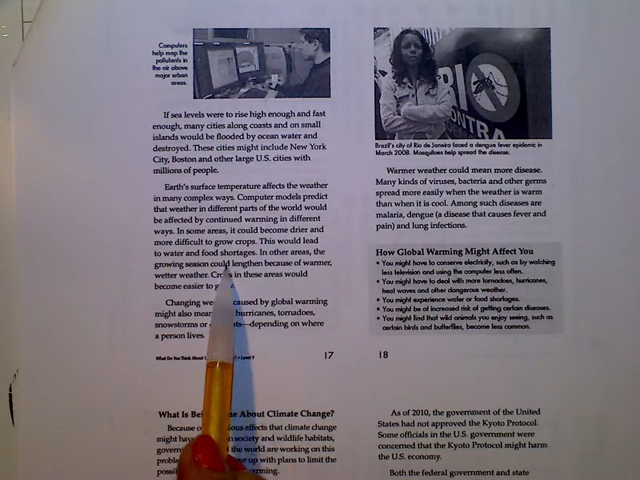 Computers
help map the
pollutants in
the air above
major urban
areas.
If sea levels were to rise high enough and fast
enough, many cities along coasts and on small
islands would be flooded by ocean water and
destroyed. These cities might include New York
City, Boston and other large U.S. cities with
millions of people.
Earth's surface temperature affects the weather
in many complex ways. Computer models predict
that weather in different parts of the world would
be affected by continued warming in different
ways. In some areas, it could become drier and
more difficult to grow crops. This would lead
to water and food shortages. In other areas, the
growing season could lengthen because of warmer,
wetter weather. in these areas would
become easier to
Changing caused by global warming
might also mean hurricanes, tornadoes,
snowstorms or depending on where
a person lives.
What Do You Think About • Level Y
17
RIO
CONTRA
Brazil's city of Rio de Janeiro faced a dengue fever epidemic in
March 2008. Mosquitoes help spread the disease.
Warmer weather could mean more disease.
Many kinds of viruses, bacteria and other germs
spread more easily when the weather is warm
than when it is cool. Among such diseases are
malaria, dengue (a disease that causes fever and
pain) and lung infections.
How Global Warming Might Affect You
• You might have to conserve electricity, such as by watching
less television and using the computer less often.
• You might have to deal with more tornadoes, hurricanes,
heat waves and other dangerous weather.
• You might experience water or food shortages.
• You might be at increased risk of getting certain diseases.
• You might find that wild animals you enjoy seeing, such as
certain birds and butterflies, become less common.
18
What Is Being About Climate Change?
Because effects that climate change
might have society and wildlife habitats,
the world are working on this
up with plans to limit the
As of 2010, the government of the United
States had not approved the Kyoto Protocol.
Some officials in the U.S. government were
concerned that the Kyoto Protocol might harm
the U.S. economy.
Both the federal government and state